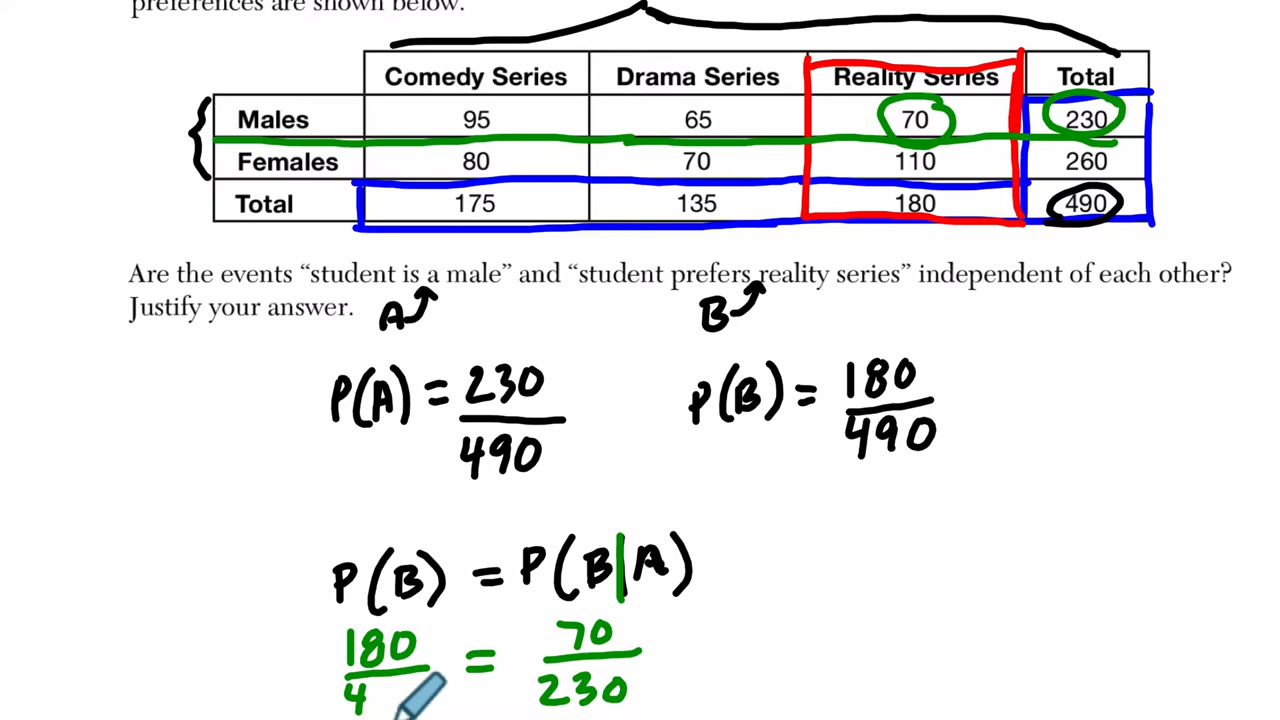 preferences are shown below.
Comedy Series Drama Series Reality Series Total
Males 95 65 70 230
Females 80 70 110 260
Total 175 135 180 490
Are the events “student is a male” and “student prefers reality series” independent of each other?
Justify your answer.
A B
P(A) = 230/490 P(B) = 180/490
P(B) = P(B|A)
180/4 = 70/230